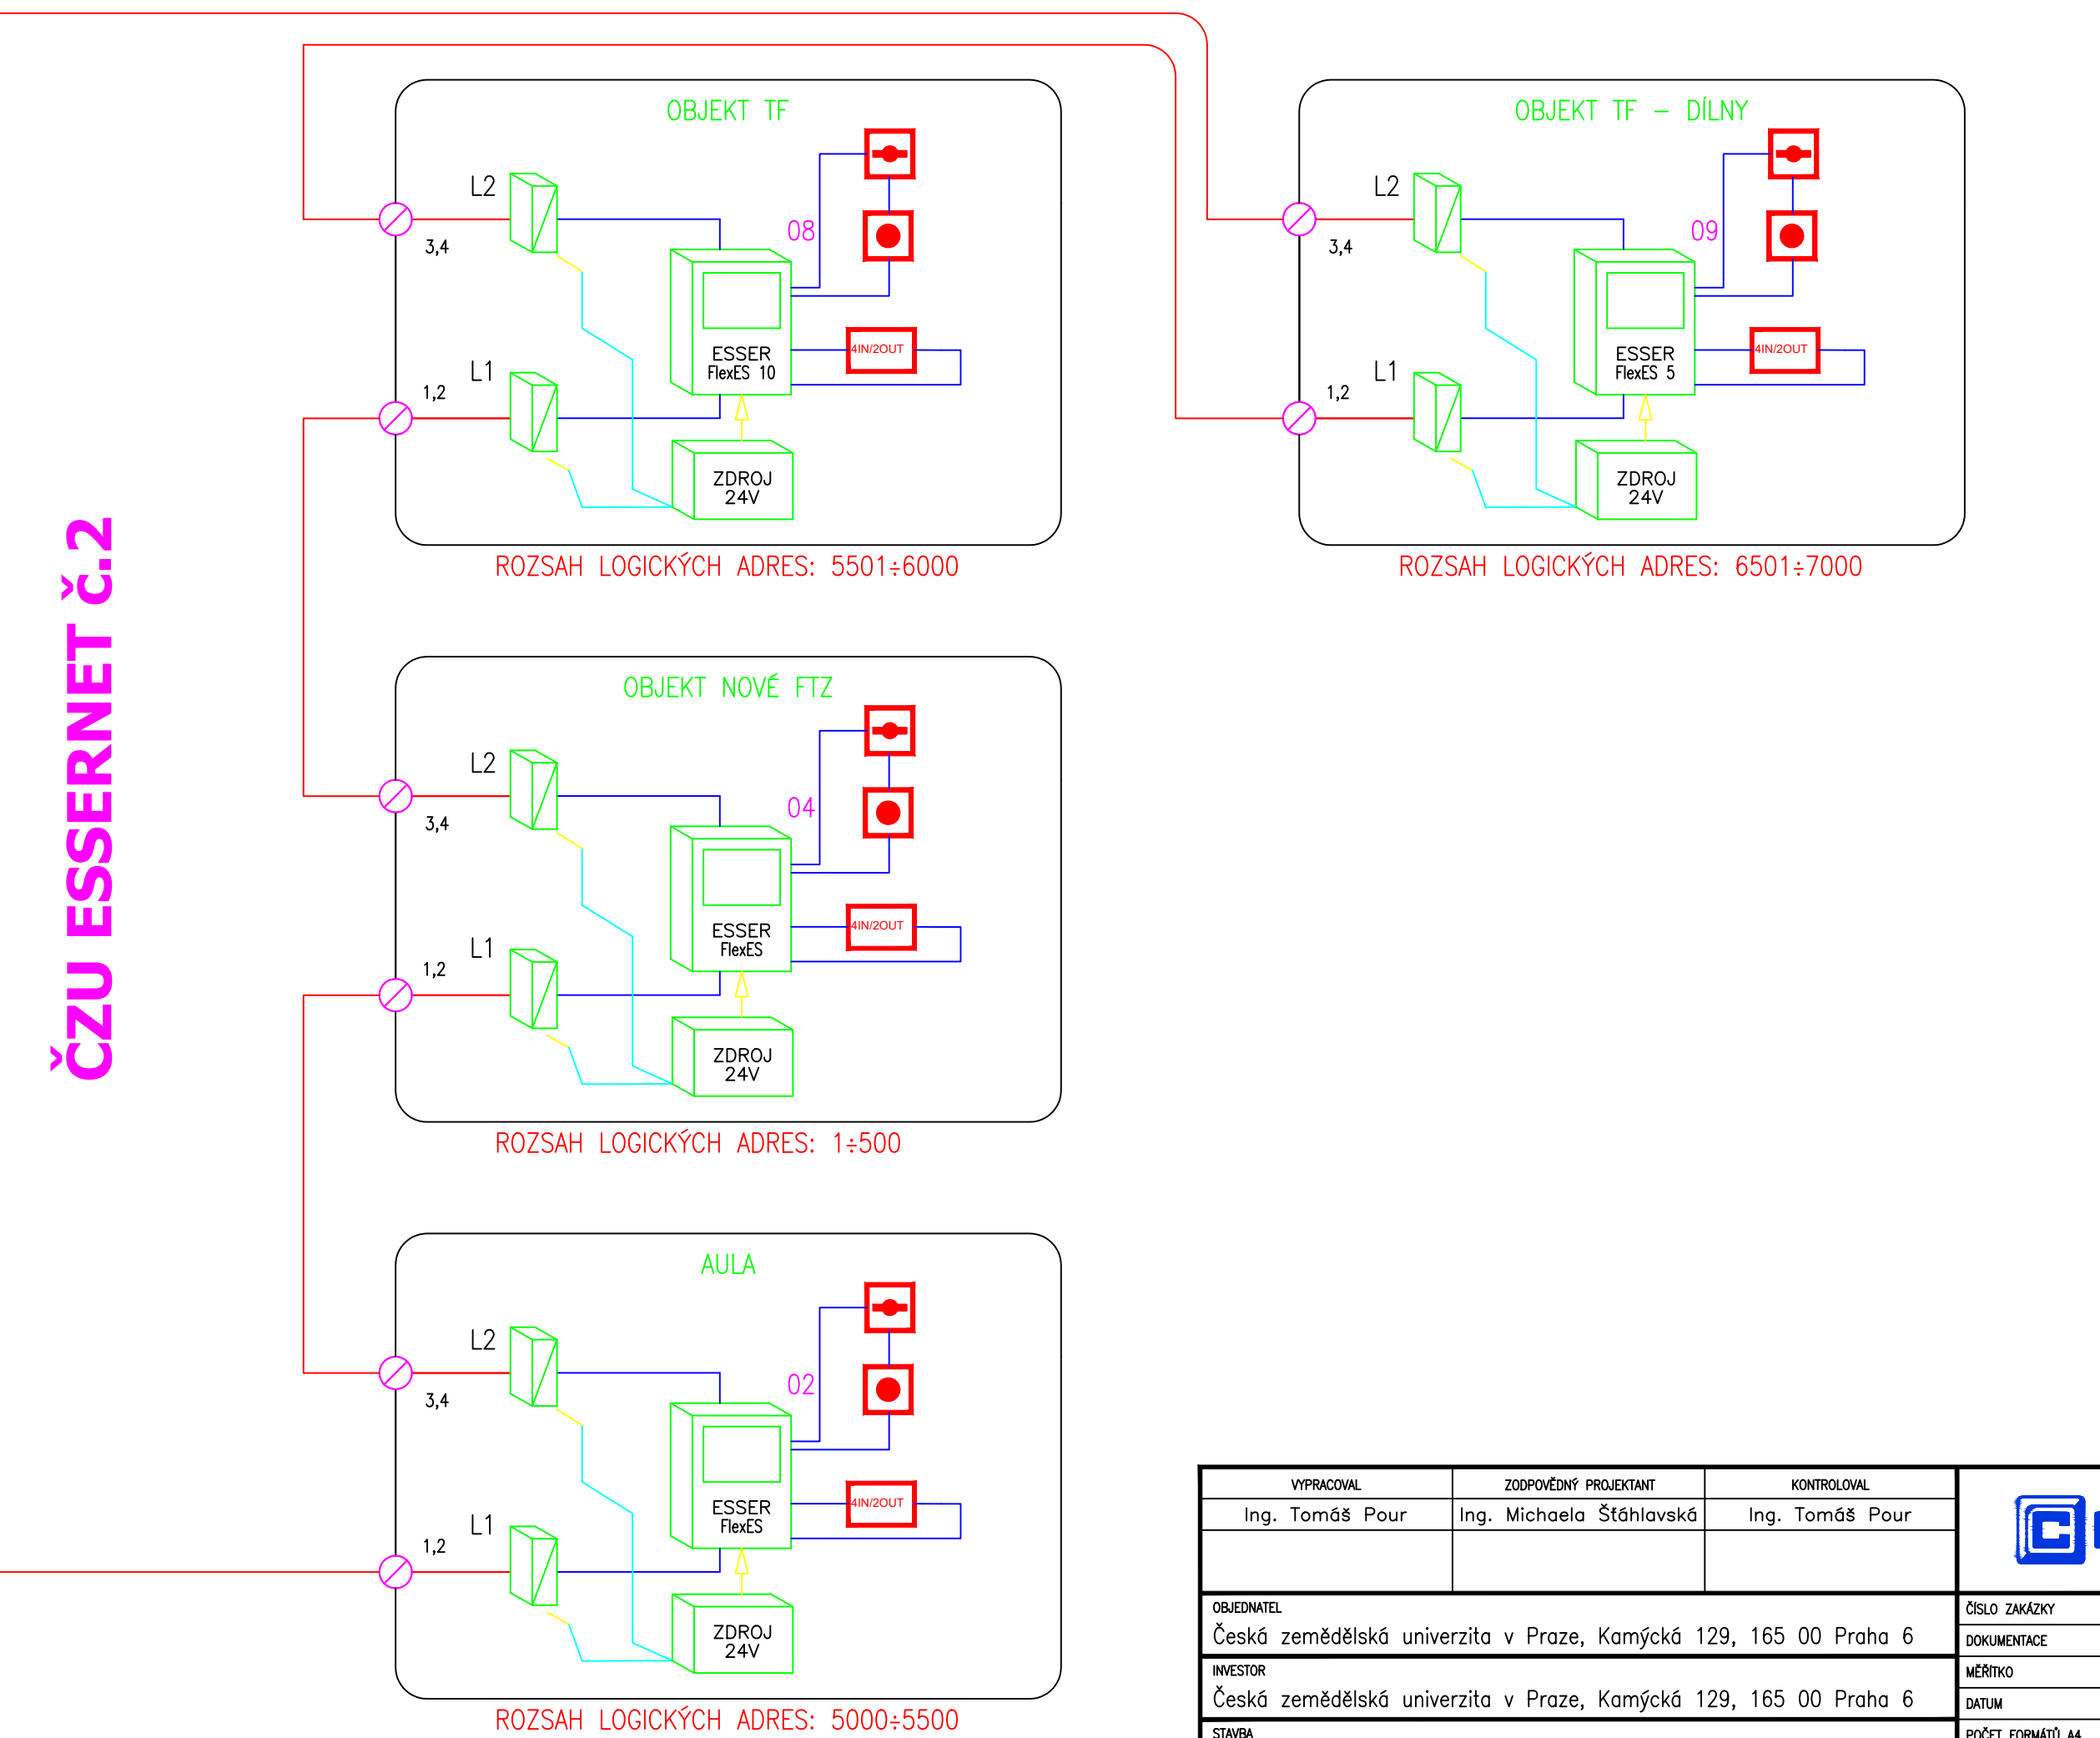 ČZU ESSERNET č.2
OBJEKT TF
L2
3,4
08
ESSER
FlexES 10
4IN/2OUT
L1
1,2
ZDROJ
24V
ROZSAH LOGICKÝCH ADRES: 5501÷6000
OBJEKT TF – DÍLNY
L2
3,4
09
ESSER
FlexES 5
4IN/2OUT
L1
1,2
ZDROJ
24V
ROZSAH LOGICKÝCH ADRES: 6501÷7000
OBJEKT NOVÉ FTZ
L2
3,4
04
ESSER
FlexES
4IN/2OUT
L1
1,2
ZDROJ
24V
ROZSAH LOGICKÝCH ADRES: 1÷500
AULA
L2
3,4
02
ESSER
FlexES
4IN/2OUT
L1
1,2
ZDROJ
24V
ROZSAH LOGICKÝCH ADRES: 5000÷5500
VYPRACOVAL ZODPOVĚDNÝ PROJEKTANT KONTROLOVAL
Ing. Tomáš Pour Ing. Michaela Šťáhlavská Ing. Tomáš Pour
OBJEDNATEL
Česká zemědělská univerzita v Praze, Kamýcká 129, 165 00 Praha 6
INVESTOR
Česká zemědělská univerzita v Praze, Kamýcká 129, 165 00 Praha 6
STAVBA
ČÍSLO ZAKÁZKY
DOKUMENTACE
MĚŘÍTKO
DATUM
POČET FORMÁTŮ A4